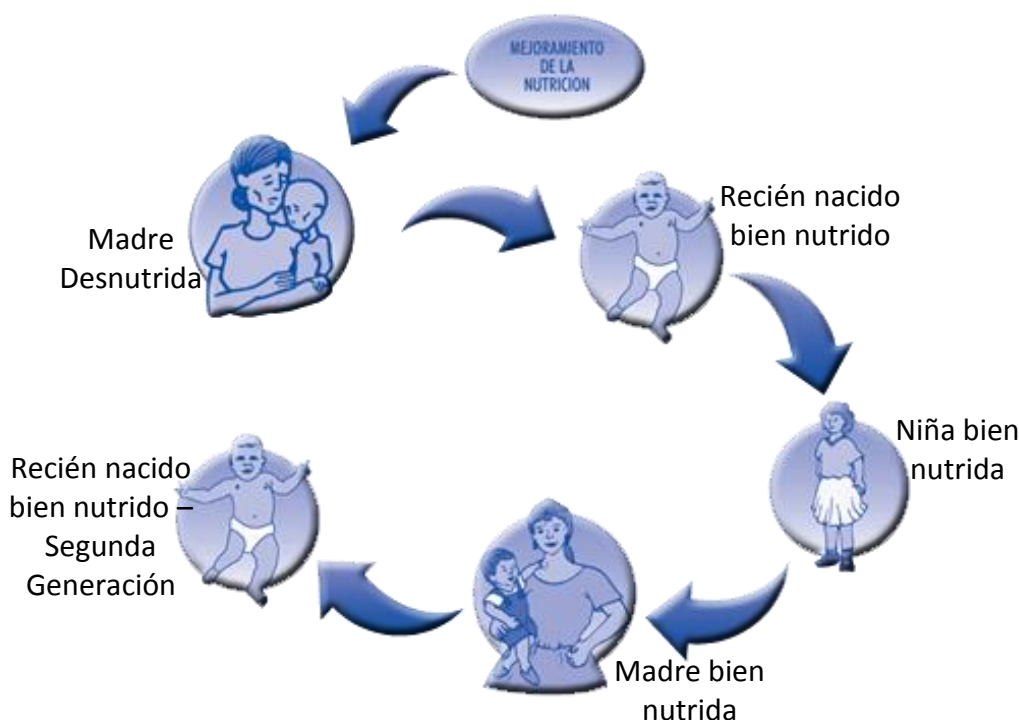 MEJORAMIENTO
DE LA
NUTRICION
Madre
Desnutrida
Recién nacido
bien nutrido
Niña bien
nutrida
Madre bien
nutrida
Recién nacido
bien nutrido –
Segunda
Generación